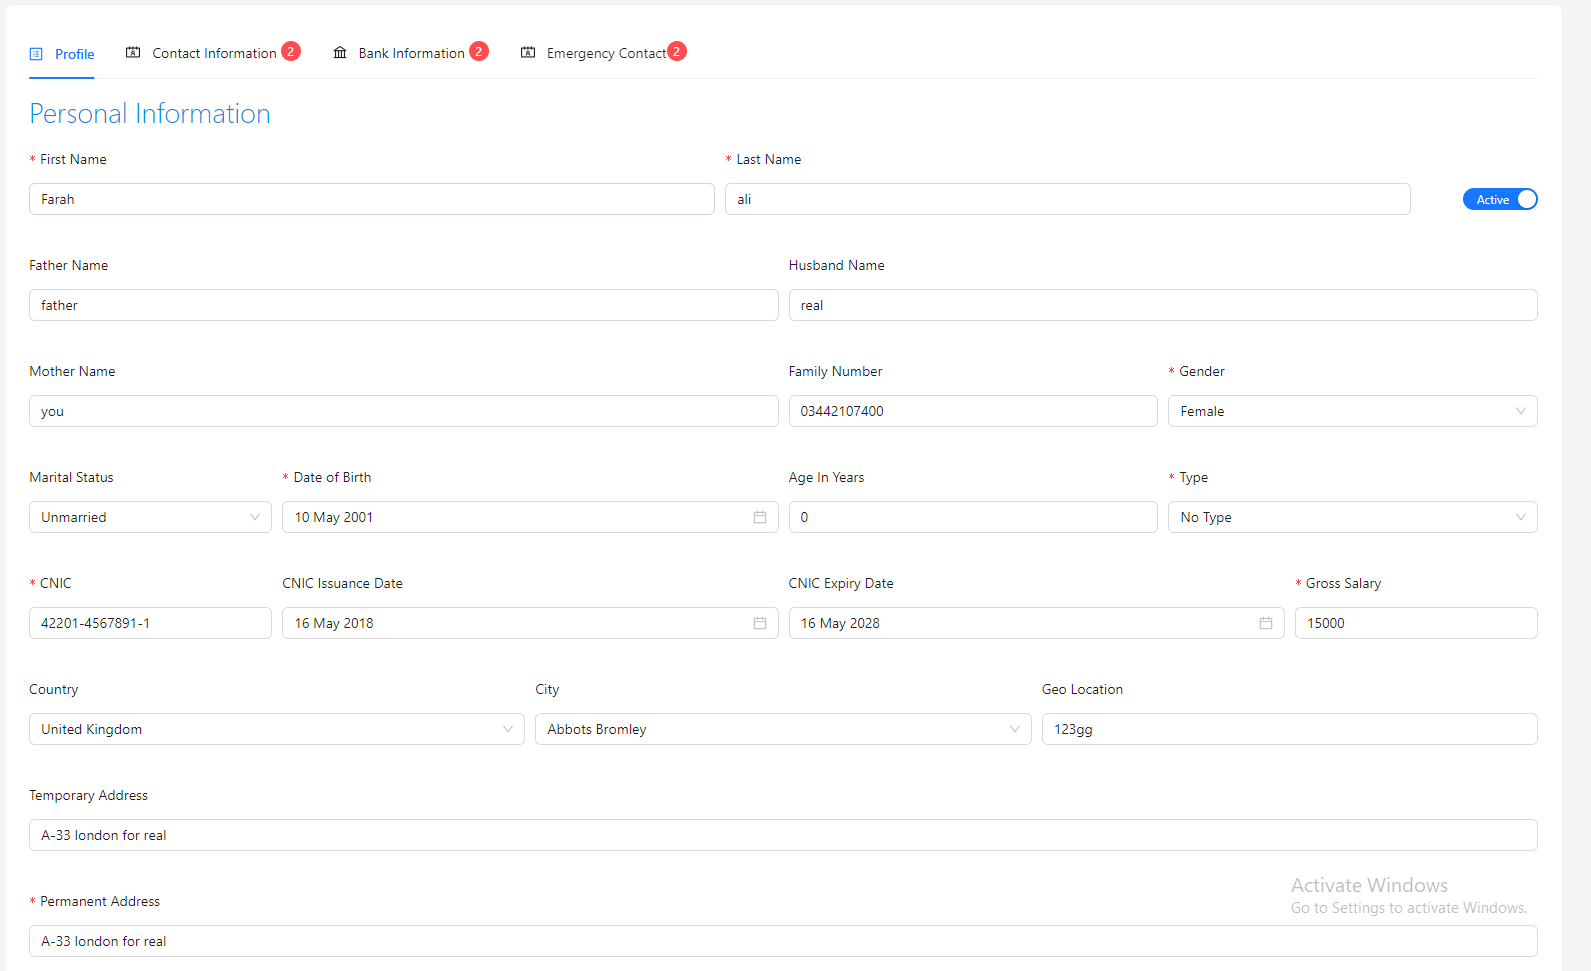 Profile Contact Information 2 Bank Information 2 Emergency Contact 2
Personal Information
* First Name * Last Name
Farah ali Active
Father Name Husband Name
father real
Mother Name Family Number * Gender
you 03442107400 Female
Marital Status * Date of Birth Age In Years * Type
Unmarried 10 May 2001 0 No Type
* CNIC CNIC Issuance Date CNIC Expiry Date * Gross Salary
42201-4567891-1 16 May 2018 16 May 2028 15000
Country City Geo Location
United Kingdom Abbots Bromley 123gg
Temporary Address
A-33 london for real
Activate Windows
* Permanent Address Go to Settings to activate Windows.
A-33 london for real